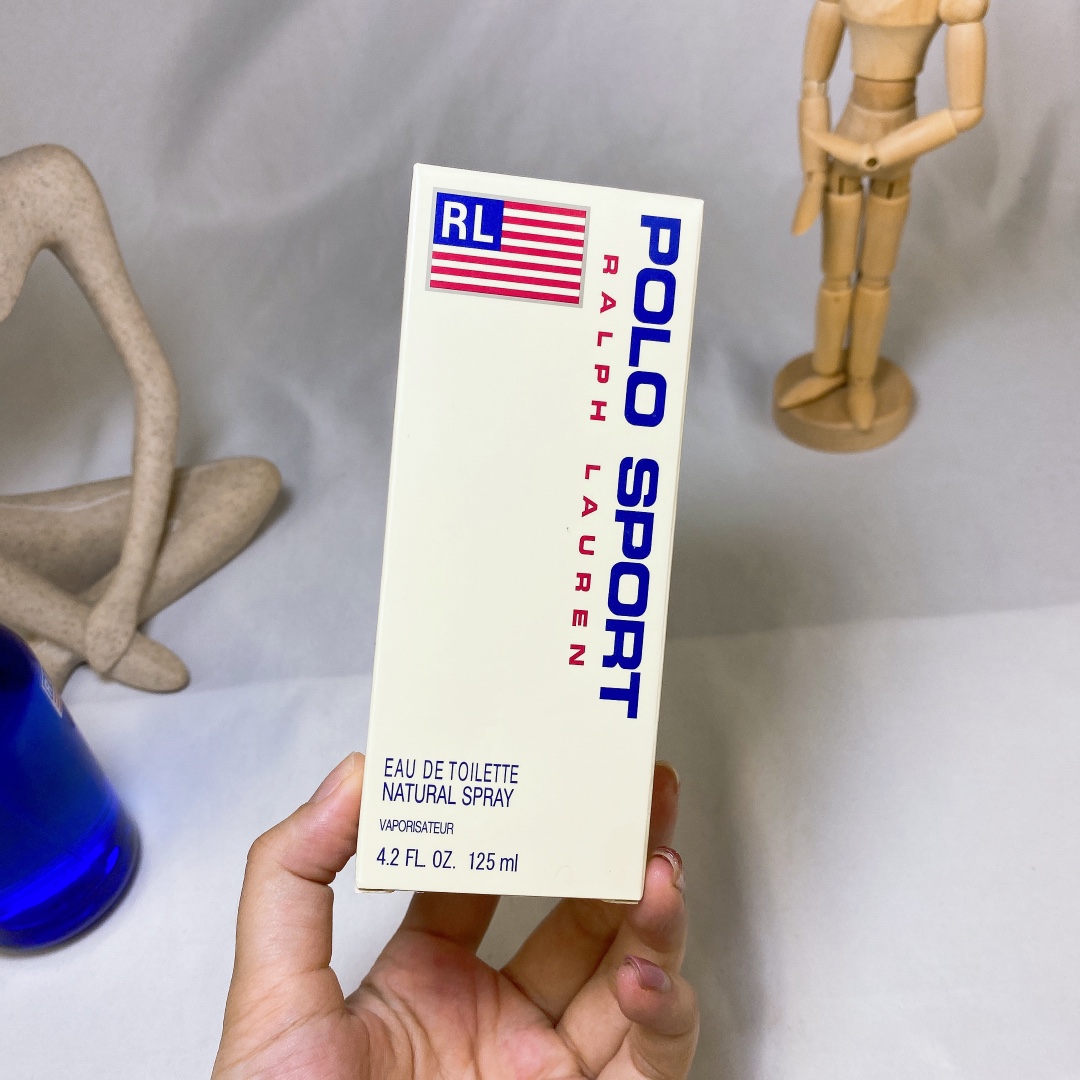 RL
POLO SPORT
RALPH LAUREN
EAU DE TOILETTE
NATURAL SPRAY
VAPORISATEUR
4.2 FL. OZ. 125 ml